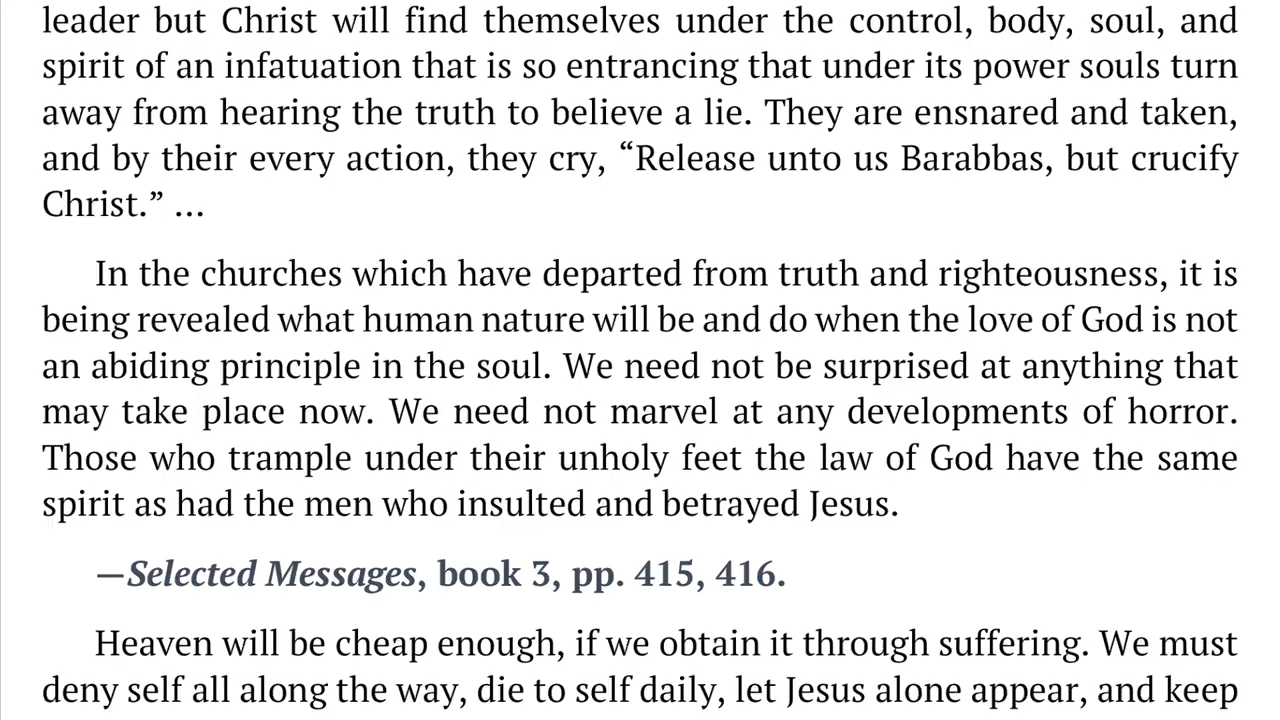 leader but Christ will find themselves under the control, body, soul, and
spirit of an infatuation that is so entrancing that under its power souls turn
away from hearing the truth to believe a lie. They are ensnared and taken,
and by their every action, they cry, “Release unto us Barabbas, but crucify
Christ.” ...
In the churches which have departed from truth and righteousness, it is
being revealed what human nature will be and do when the love of God is not
an abiding principle in the soul. We need not be surprised at anything that
may take place now. We need not marvel at any developments of horror.
Those who trample under their unholy feet the law of God have the same
spirit as had the men who insulted and betrayed Jesus.
—Selected Messages, book 3, pp. 415, 416.
Heaven will be cheap enough, if we obtain it through suffering. We must
deny self all along the way, die to self daily, let Jesus alone appear, and keep